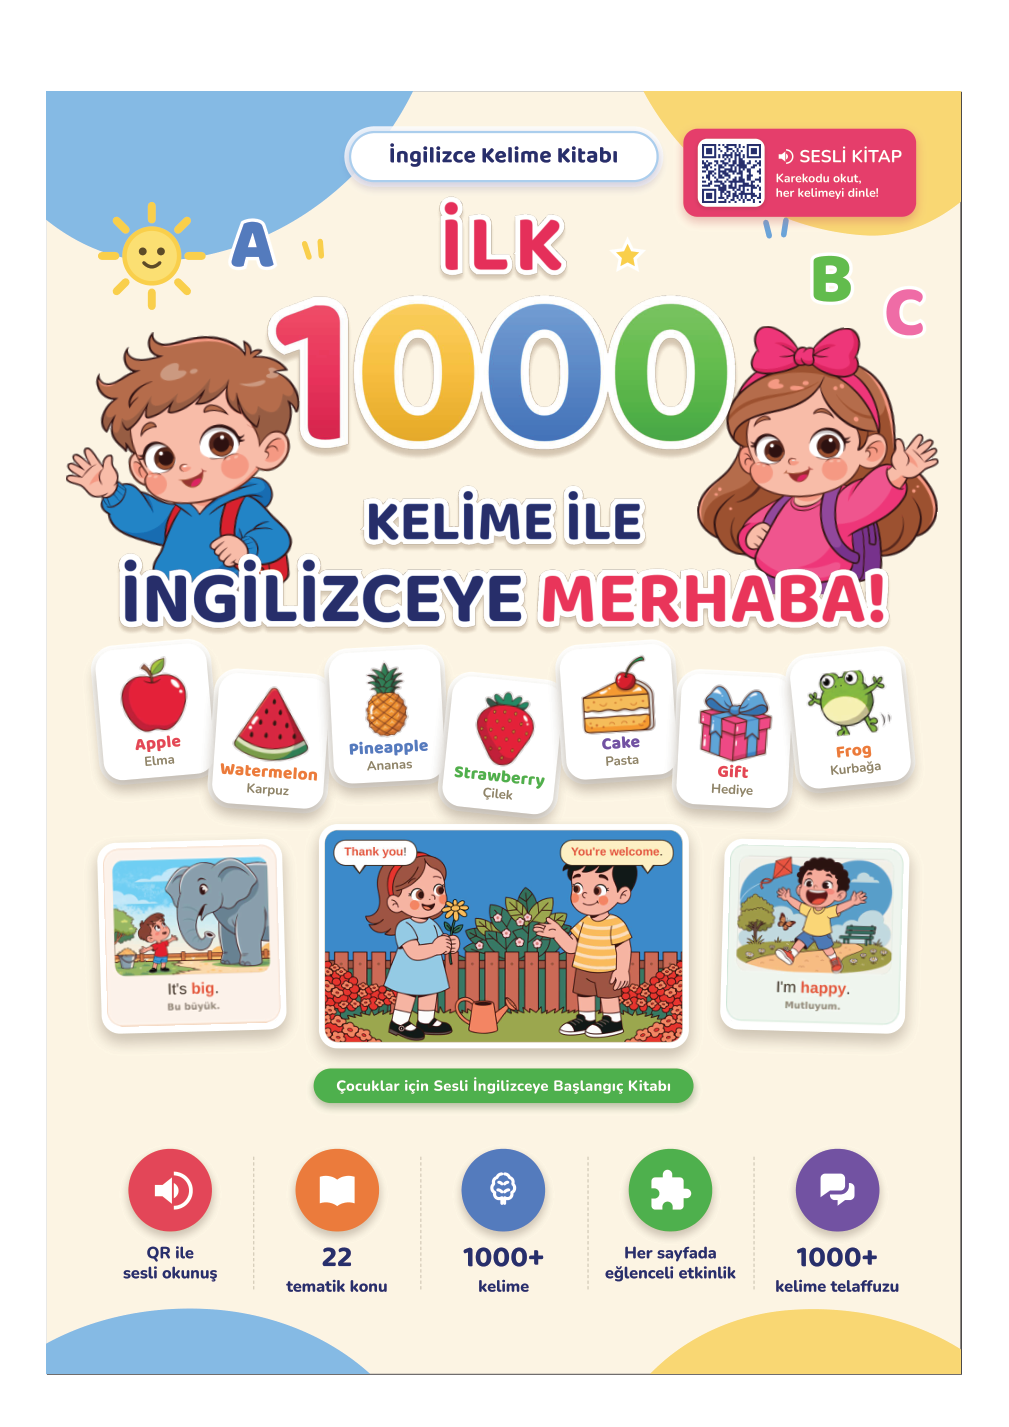 İngilizce Kelime Kitabı
SESLİ KİTAP
Karekodu okut,
her kelimeyi dinle!
A
B
C
İLK
1000
KELİME İLE
İNGİLİZCEYE MERHABA!
Apple
Elma
Watermelon
Karpuz
Pineapple
Ananas
Strawberry
Çilek
Cake
Pasta
Gift
Hediye
Frog
Kurbağa
It's big.
Bu büyük.
Thank you!
You're welcome.
I'm happy.
Mutluyum.
Çocuklar için Sesli İngilizceye Başlangıç Kitabı
QR ile
sesli okunuş
22
tematik konu
1000+
kelime
Her sayfada
eğlenceli etkinlik
1000+
kelime telaffuzu